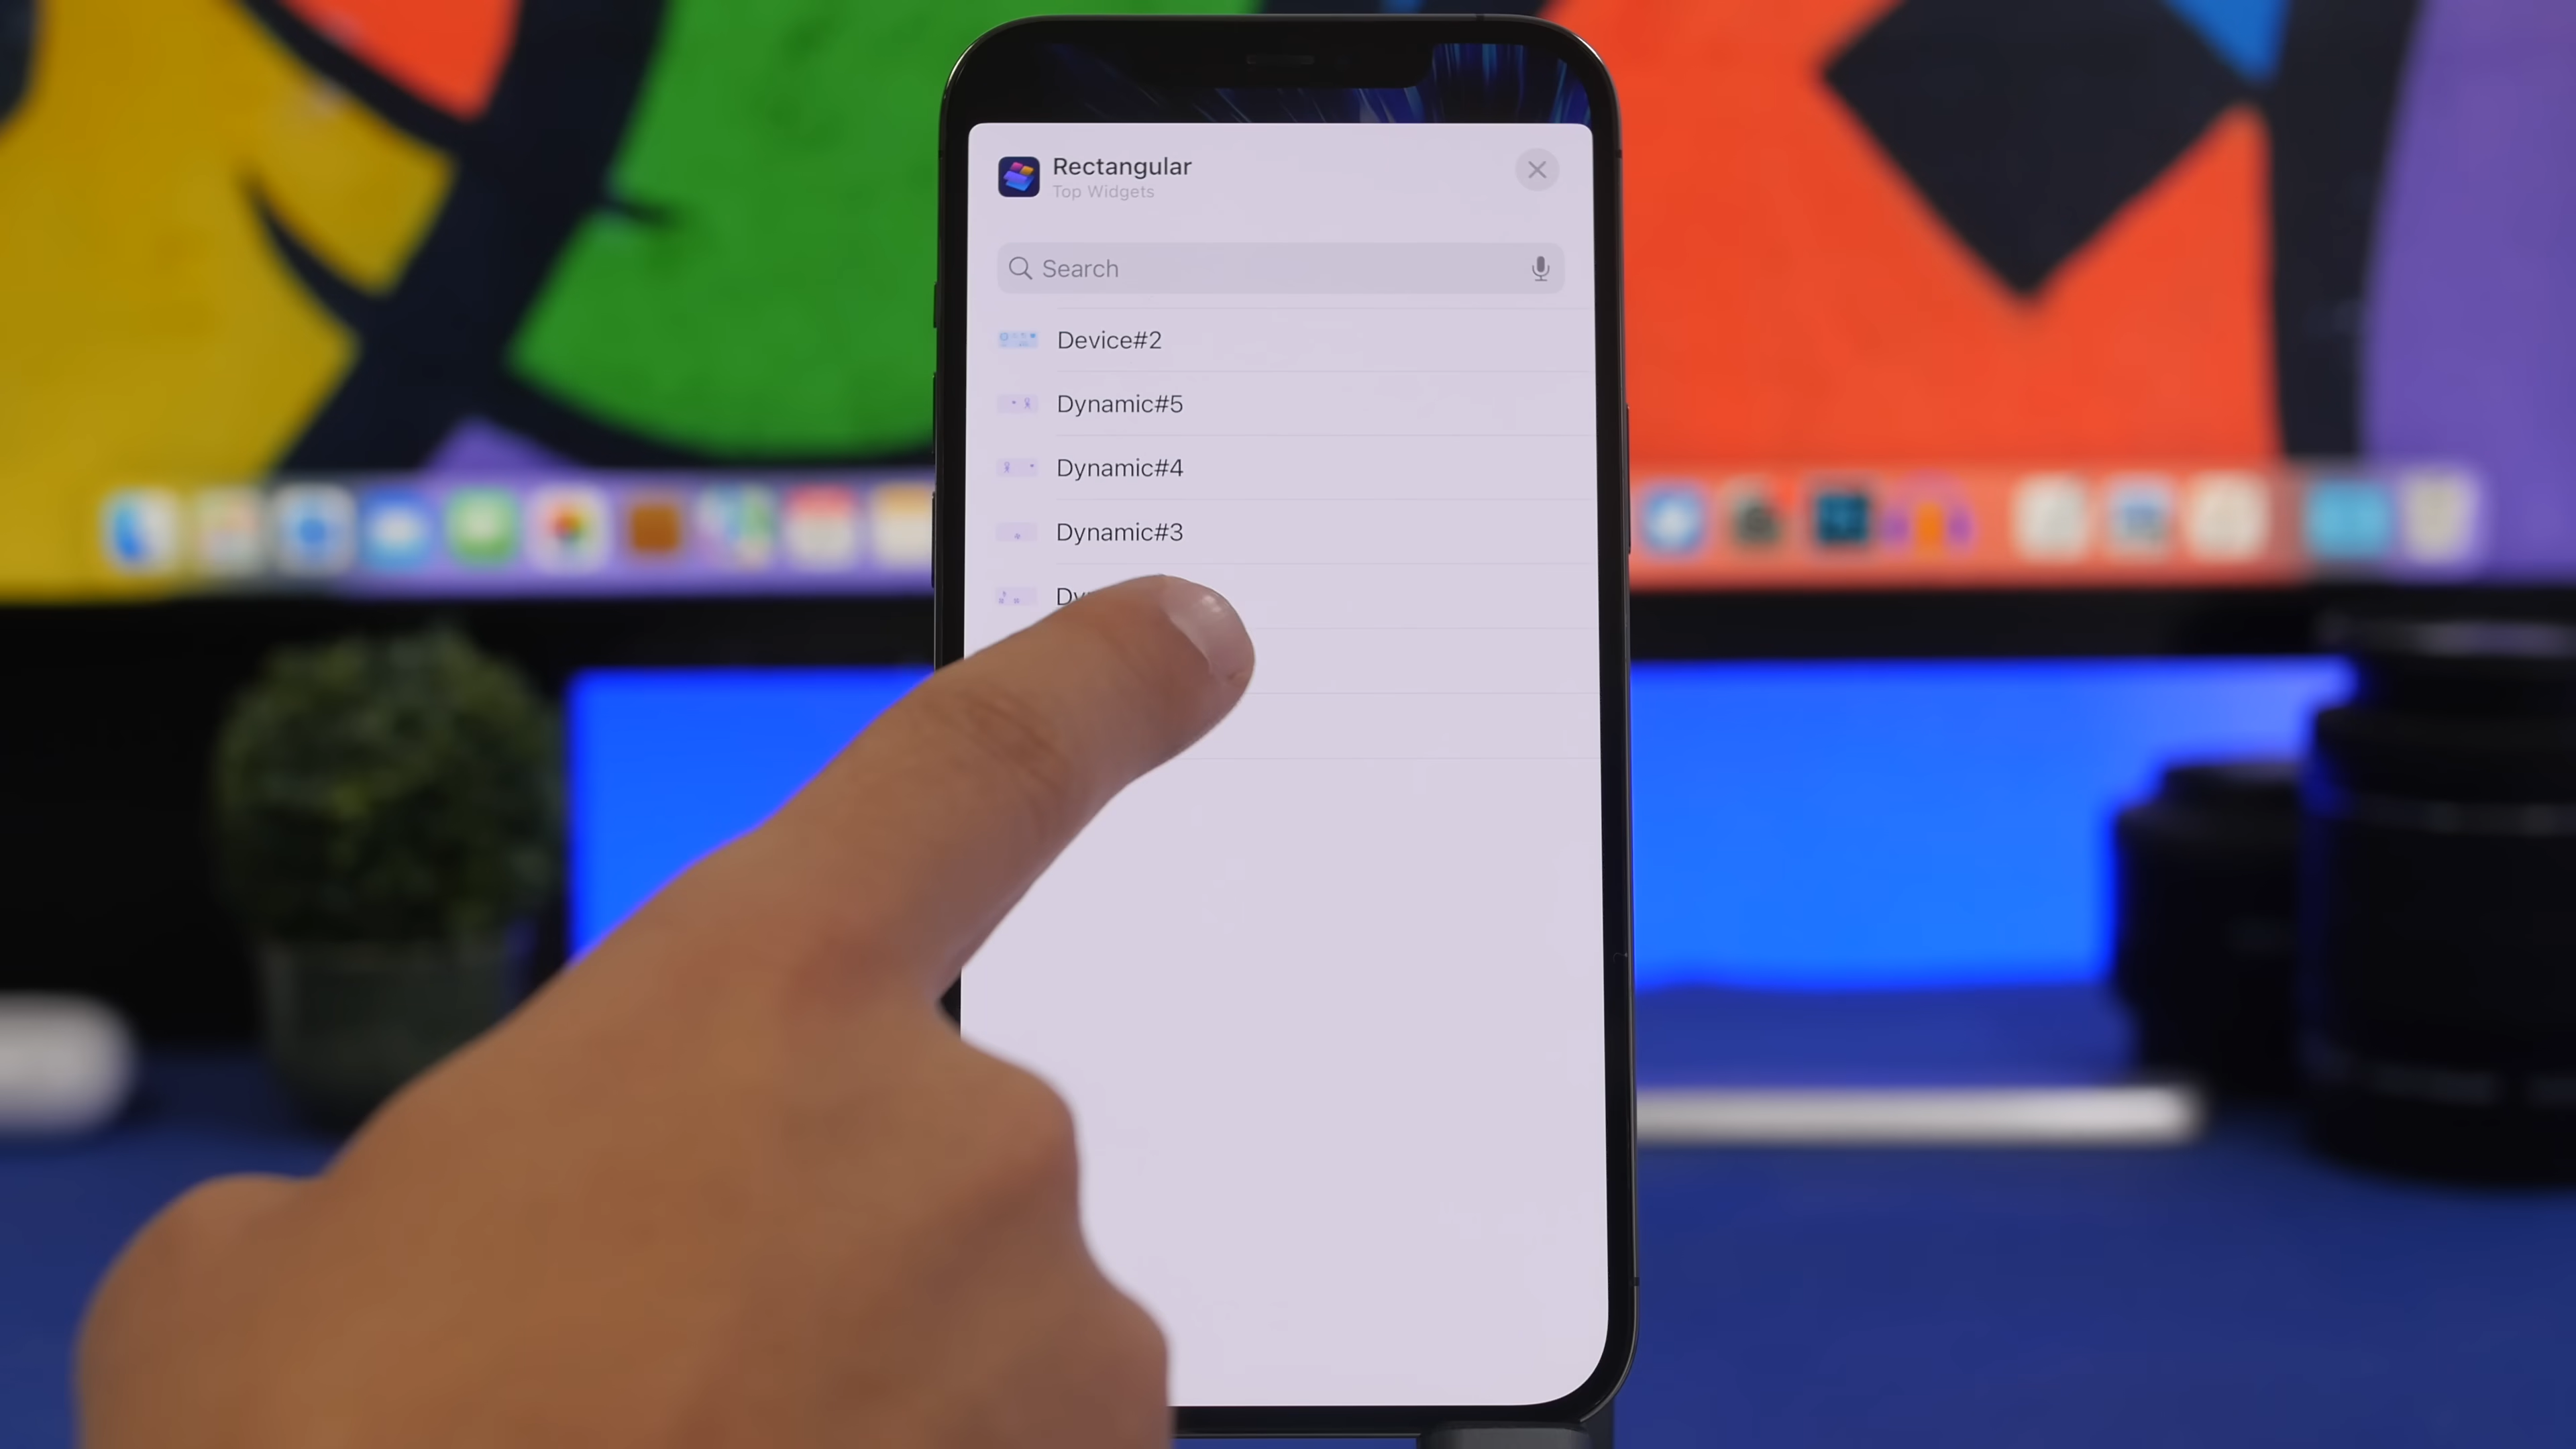 Rectangular
Top Widgets
Search
Device#2
Dynamic#5
Dynamic#4
Dynamic#3